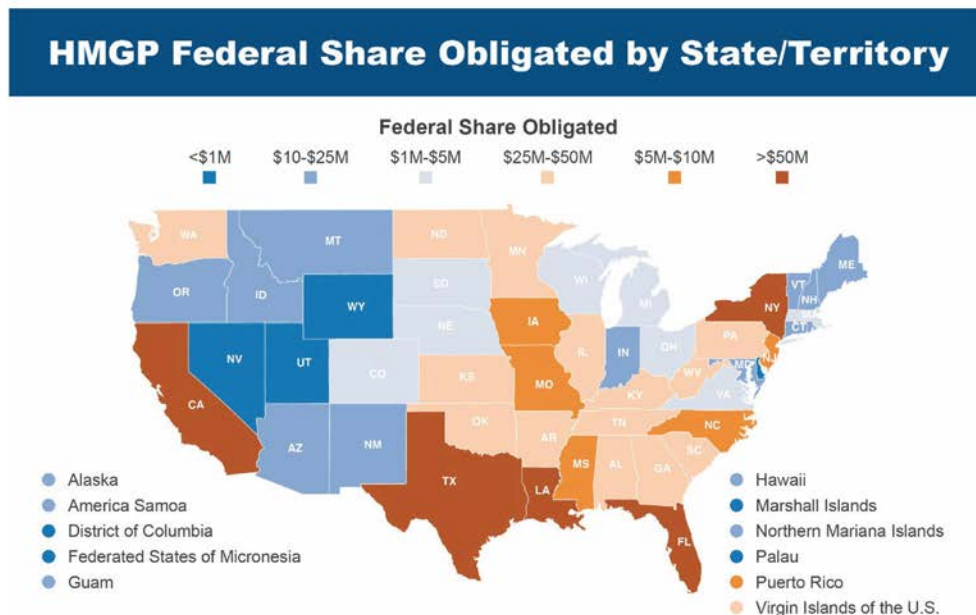 HMGP Federal Share Obligated by State/Territory
Federal Share Obligated
<$1M $10-$25M $1M-$5M $25M-$50M $5M-$10M >$50M
WA
MT
ND
MN
ME
OR
ID
SD
WI
MI
VT
NH
NY
MA
CT
WY
IA
NE
PA
NJ
NV
UT
CO
IL
IN
OH
MD
KS
MO
WV
VA
KY
CA
NC
TN
AZ
NM
OK
AR
SC
MS
AL
GA
TX
LA
FL
Alaska
America Samoa
District of Columbia
Federated States of Micronesia
Guam
Hawaii
Marshall Islands
Northern Mariana Islands
Palau
Puerto Rico
Virgin Islands of the U.S.